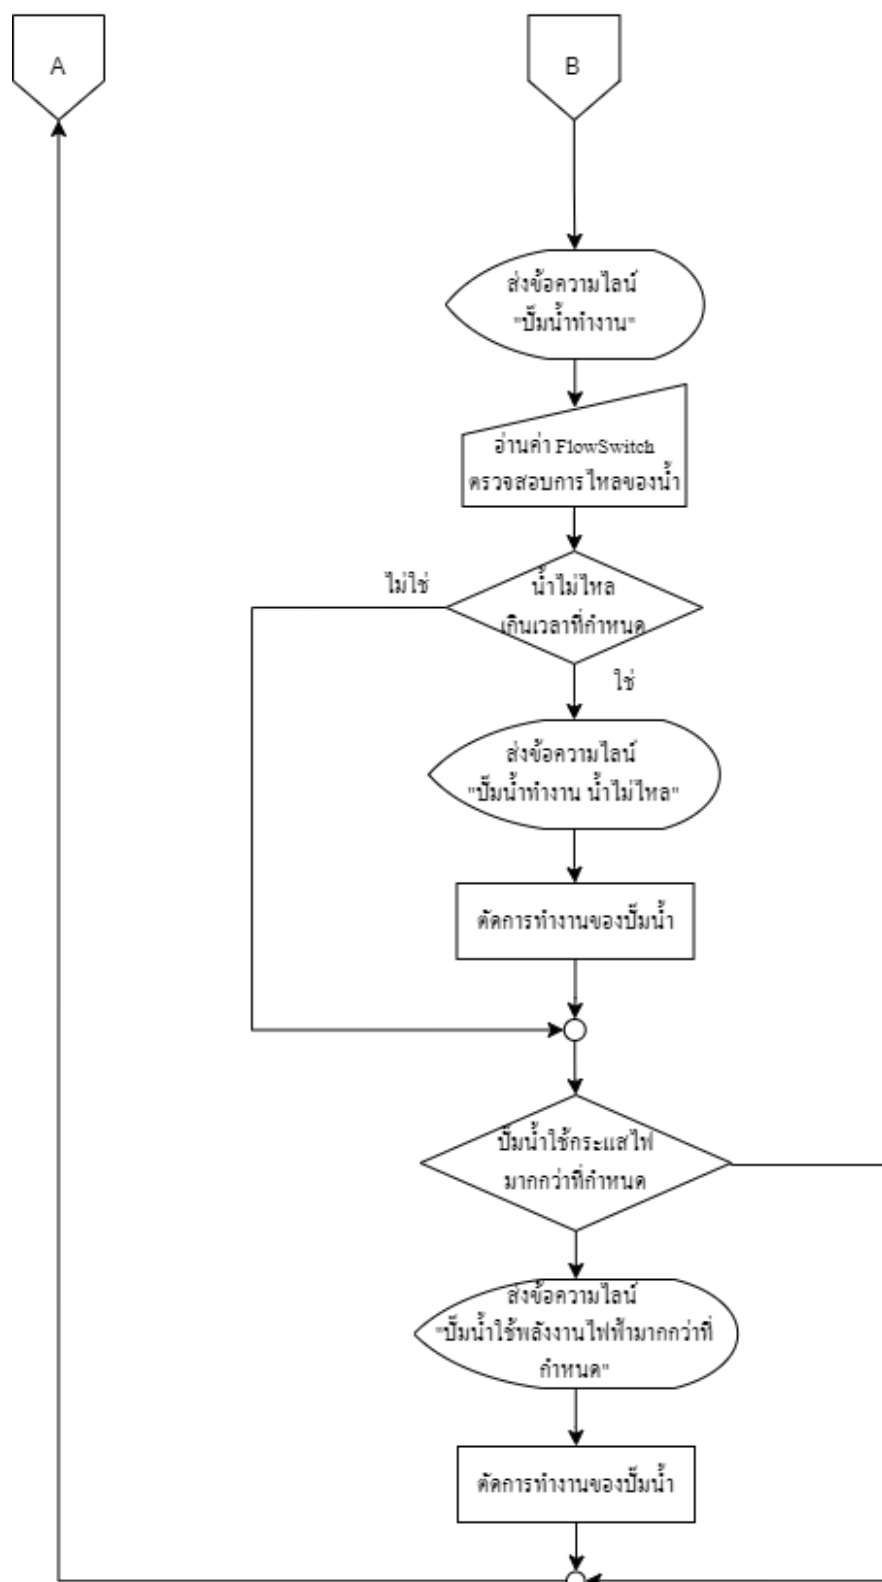 A
B
ส่งข้อความไลน์
"ปั๊มน้ำทำงาน"
อ่านค่า FlowSwitch
ตรวจสอบการไหลของน้ำ
ไม่ใช่
น้ำไม่ไหล
เกินเวลาที่กำหนด
ใช่
ส่งข้อความไลน์
"ปั๊มน้ำทำงาน น้ำไม่ไหล"
ตัดการทำงานของปั๊มน้ำ
ปั๊มน้ำใช้กระแสไฟ
มากกว่าที่กำหนด
ส่งข้อความไลน์
"ปั๊มน้ำใช้พลังงานไฟฟ้ามากกว่าที่
กำหนด"
ตัดการทำงานของปั๊มน้ำ